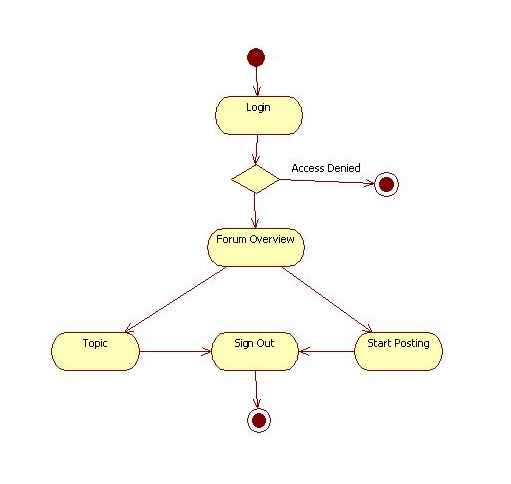 Login
Access Denied
Forum Overview
Topic
Sign Out
Start Posting